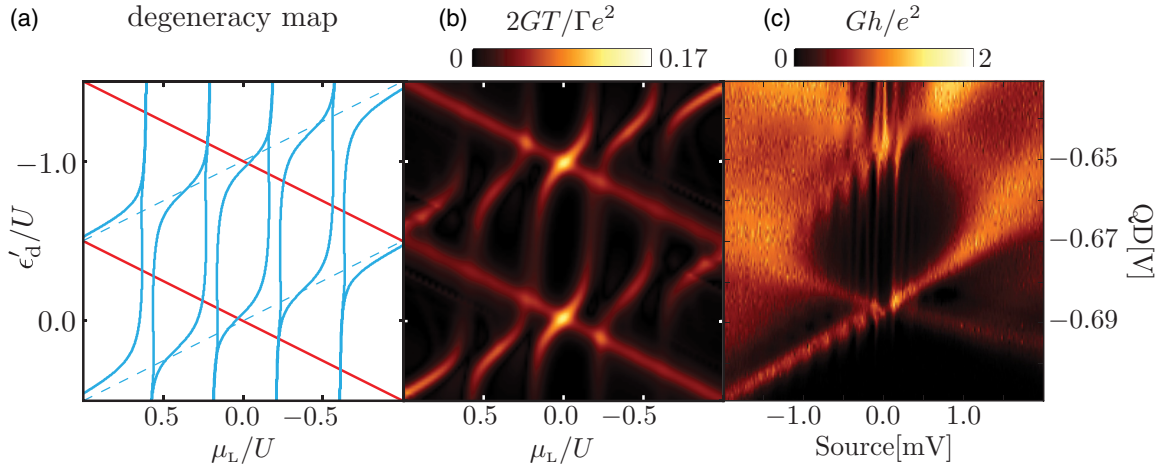 (a) degeneracy map
(b) 2GT/Γe²
0 0.17
(c) Gh/e²
0 2
ϵ′d/U
−1.0
0.0
0.5 0.0 −0.5
μL/U
0.5 0.0 −0.5
μL/U
−1.0 0.0 1.0
Source[mV]
−0.65
−0.67
−0.69
QD[V]